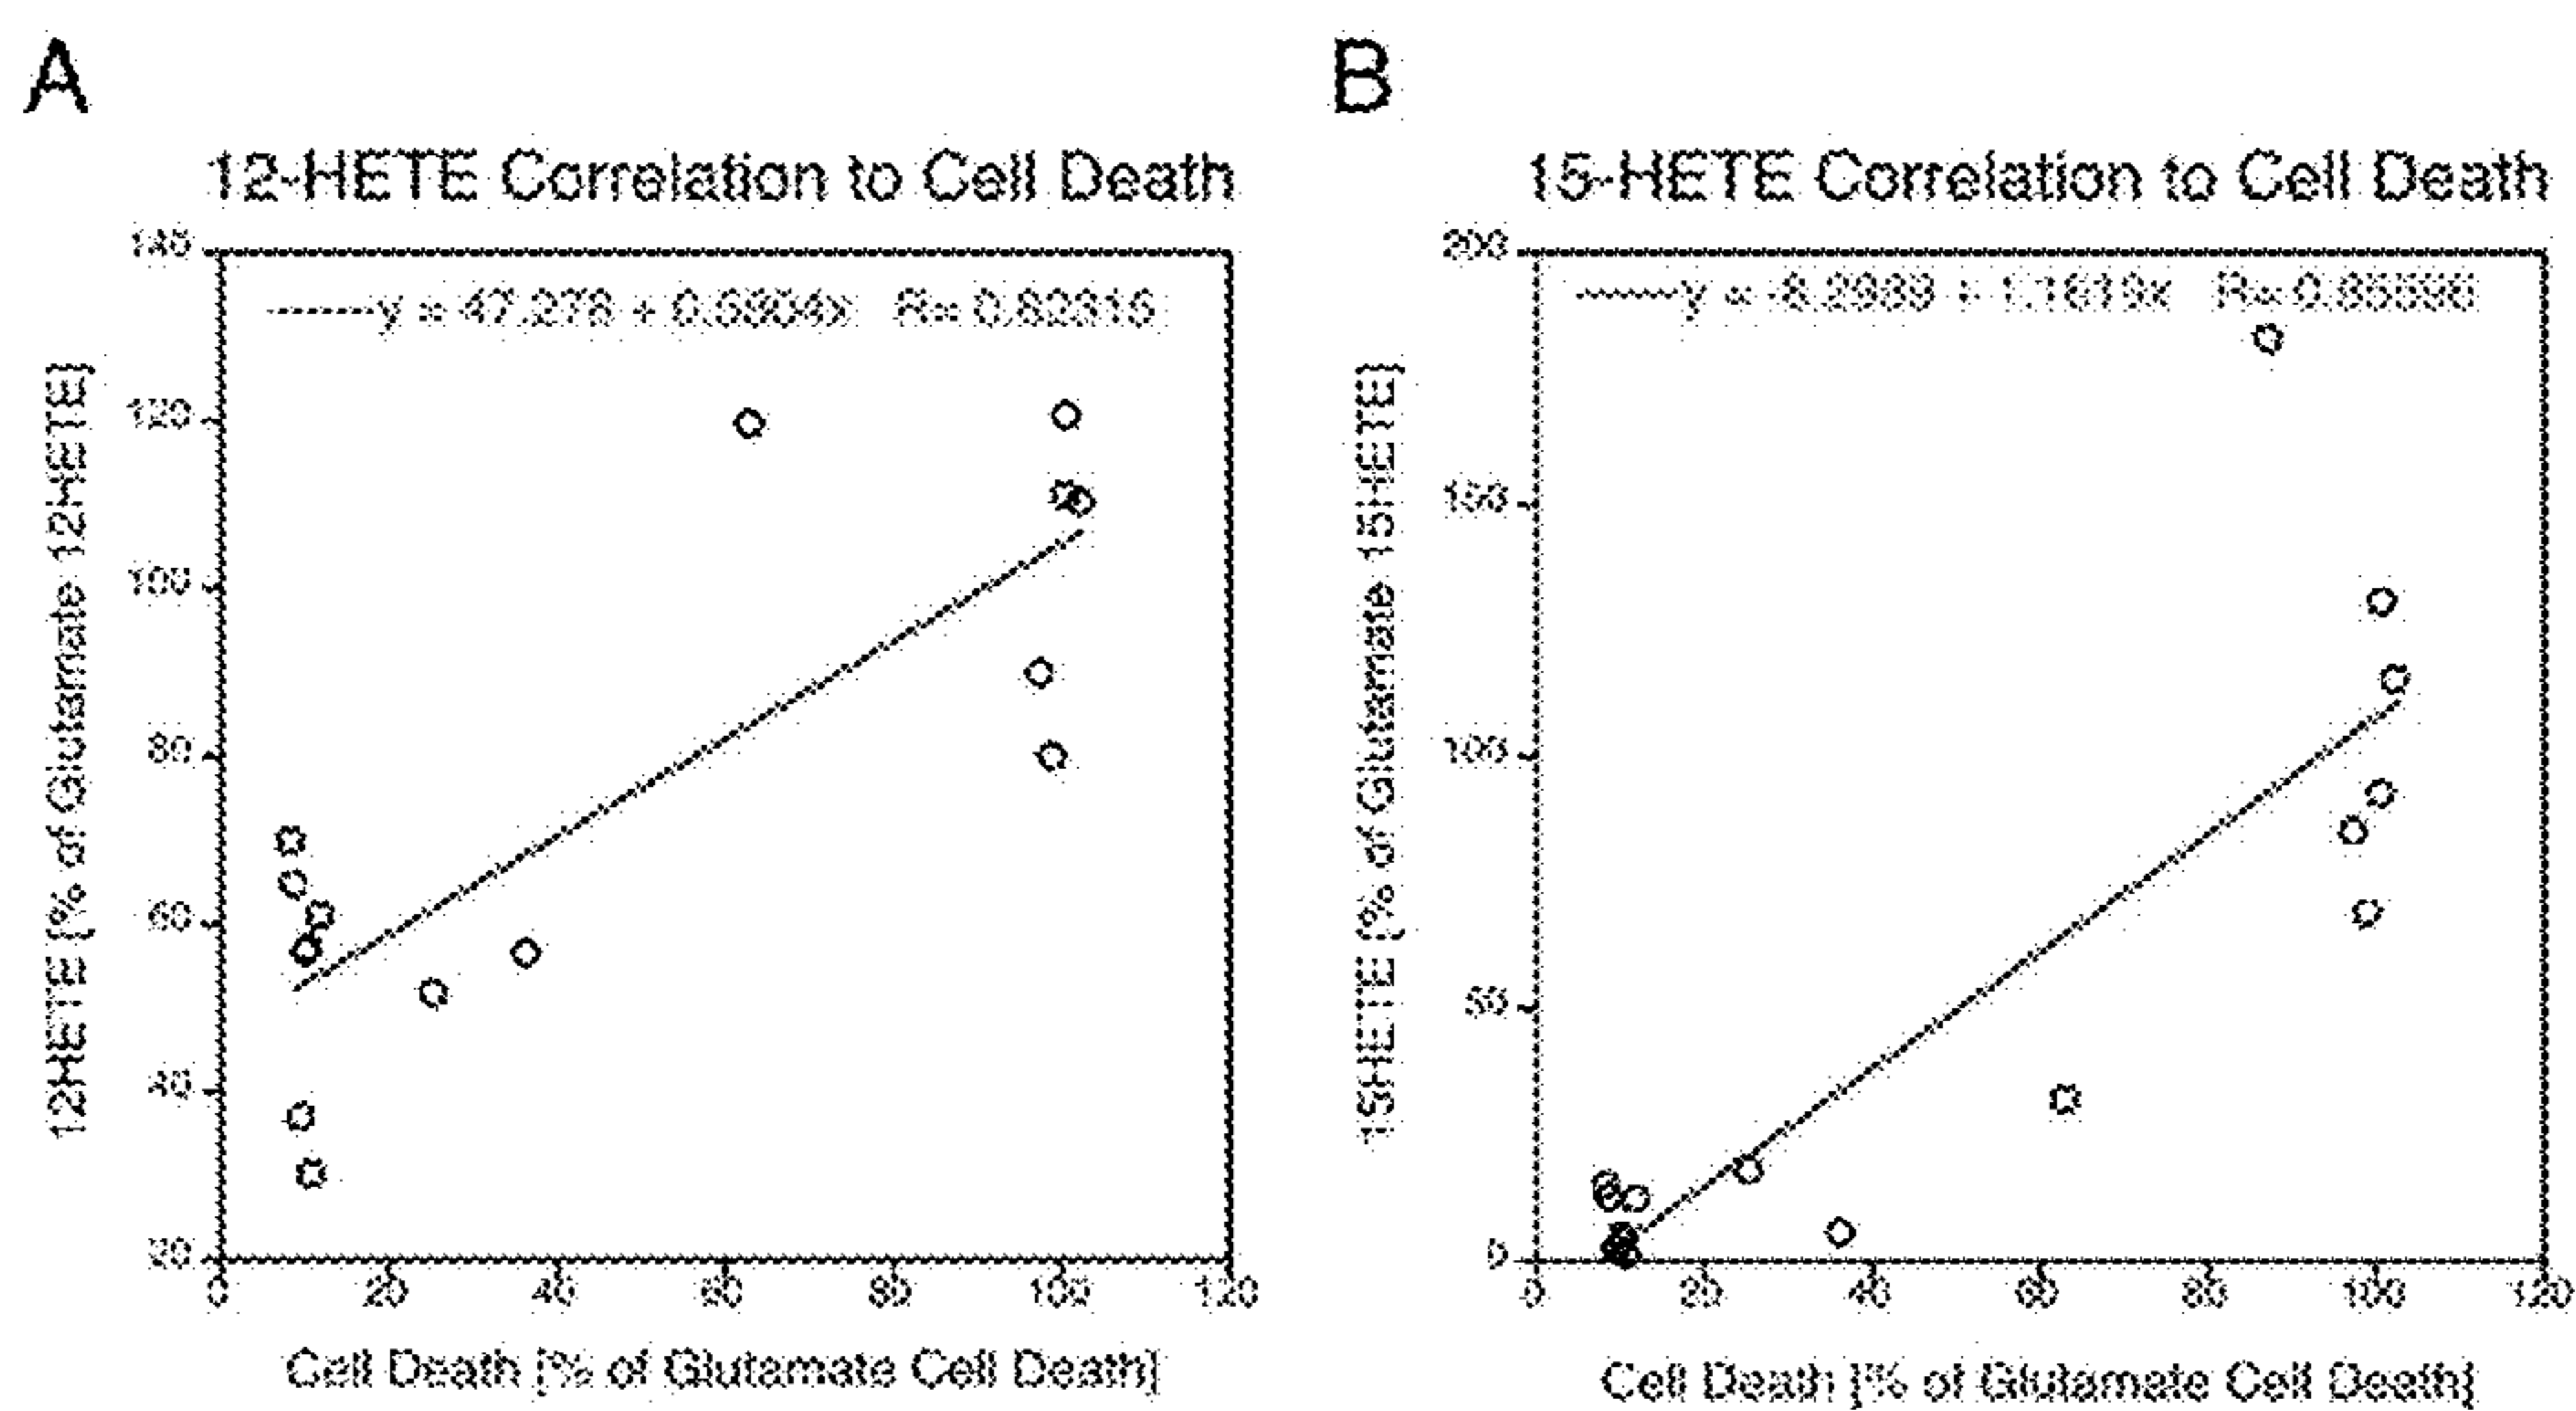 A
12-HETE Correlation to Cell Death
140
120
100
80
60
40
20
12HETE [% of Glutamate 12HETE]
0 20 40 60 80 100 120
Cell Death [% of Glutamate Cell Death]
B
15-HETE Correlation to Cell Death
200
150
100
50
0
15HETE [% of Glutamate 15HETE]
0 20 40 60 80 100 120
Cell Death [% of Glutamate Cell Death]